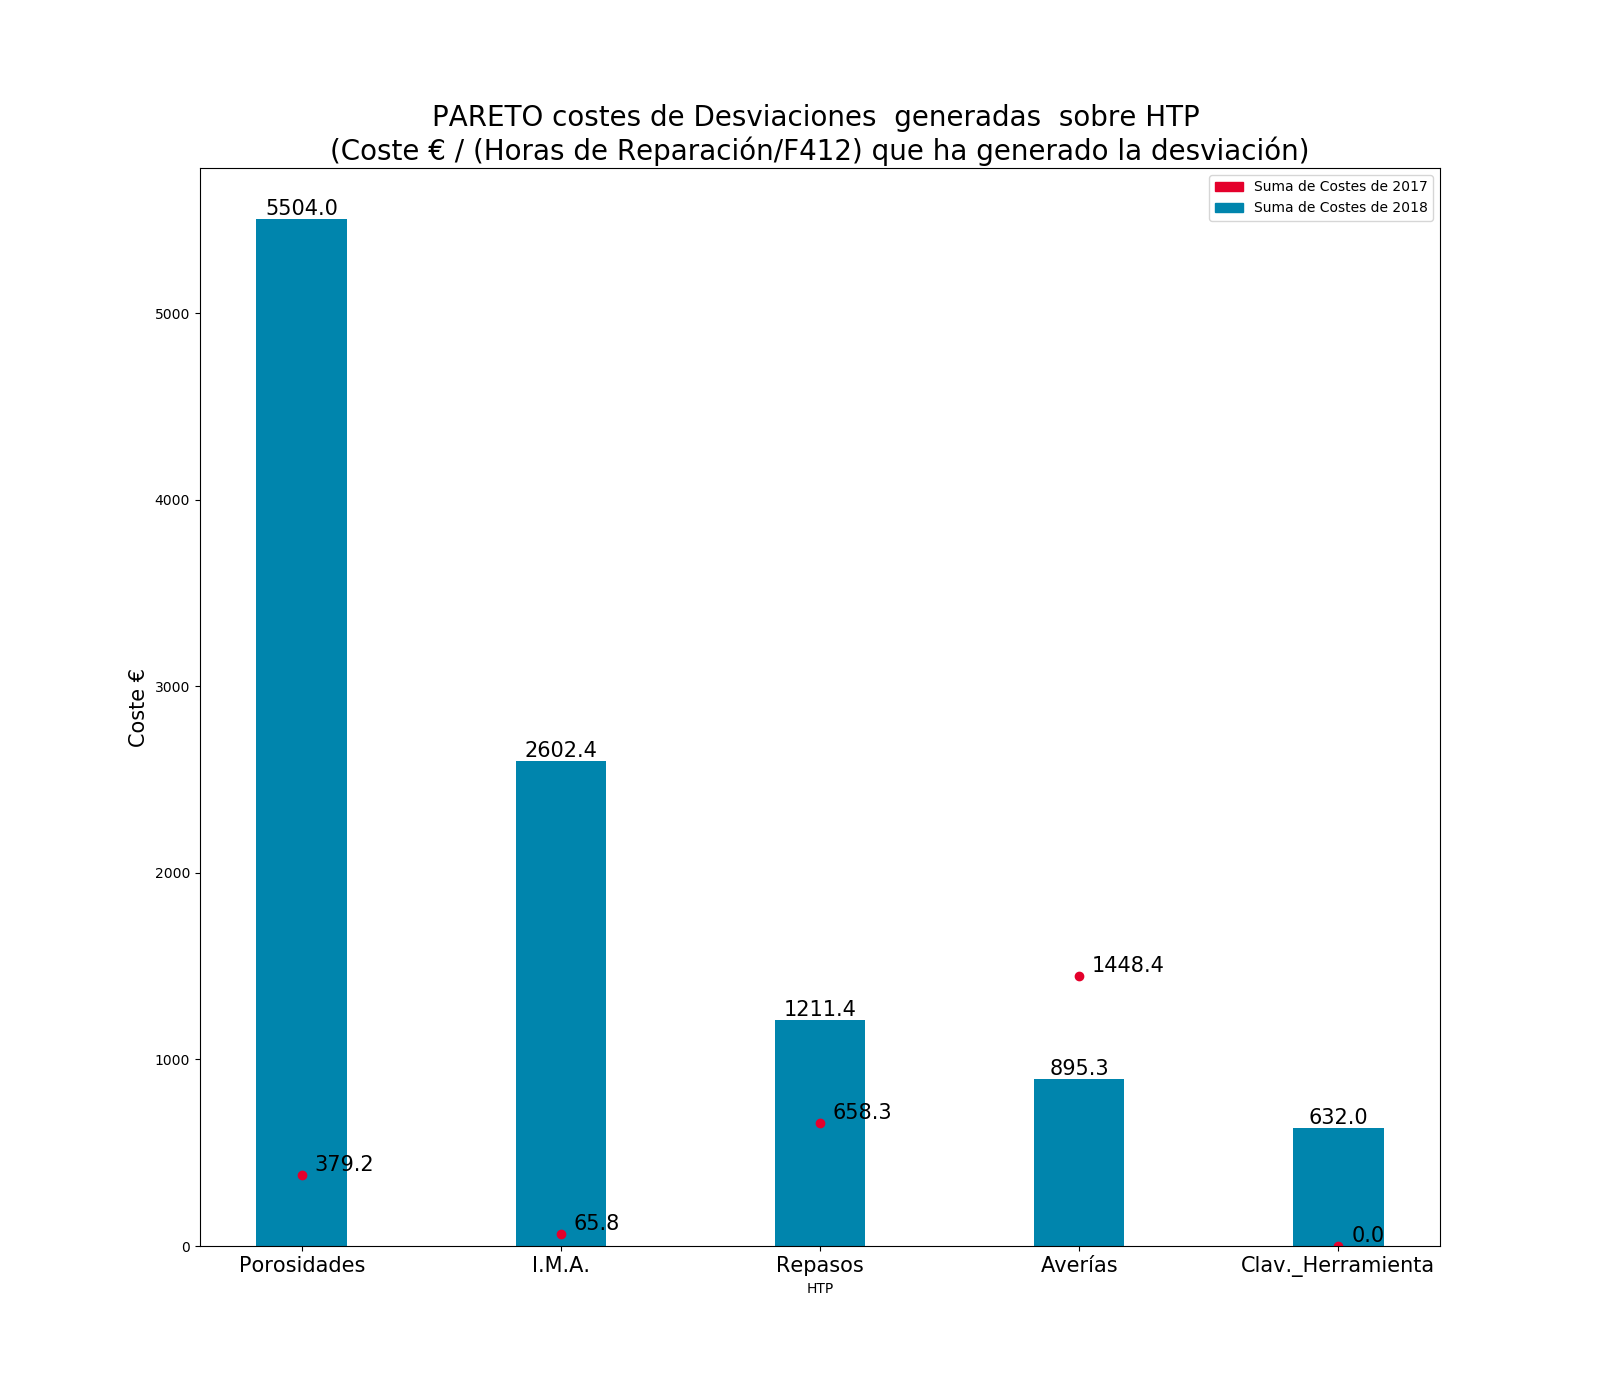 PARETO costes de Desviaciones  generadas  sobre HTP
(Coste € / (Horas de Reparación/F412) que ha generado la desviación)
Suma de Costes de 2017
Suma de Costes de 2018
5504.0
5000
4000
Coste €
3000
2602.4
2000
1448.4
1211.4
1000
895.3
658.3
632.0
379.2
65.8
0.0
0
Porosidades I.M.A. Repasos Averías Clav._Herramienta
HTP